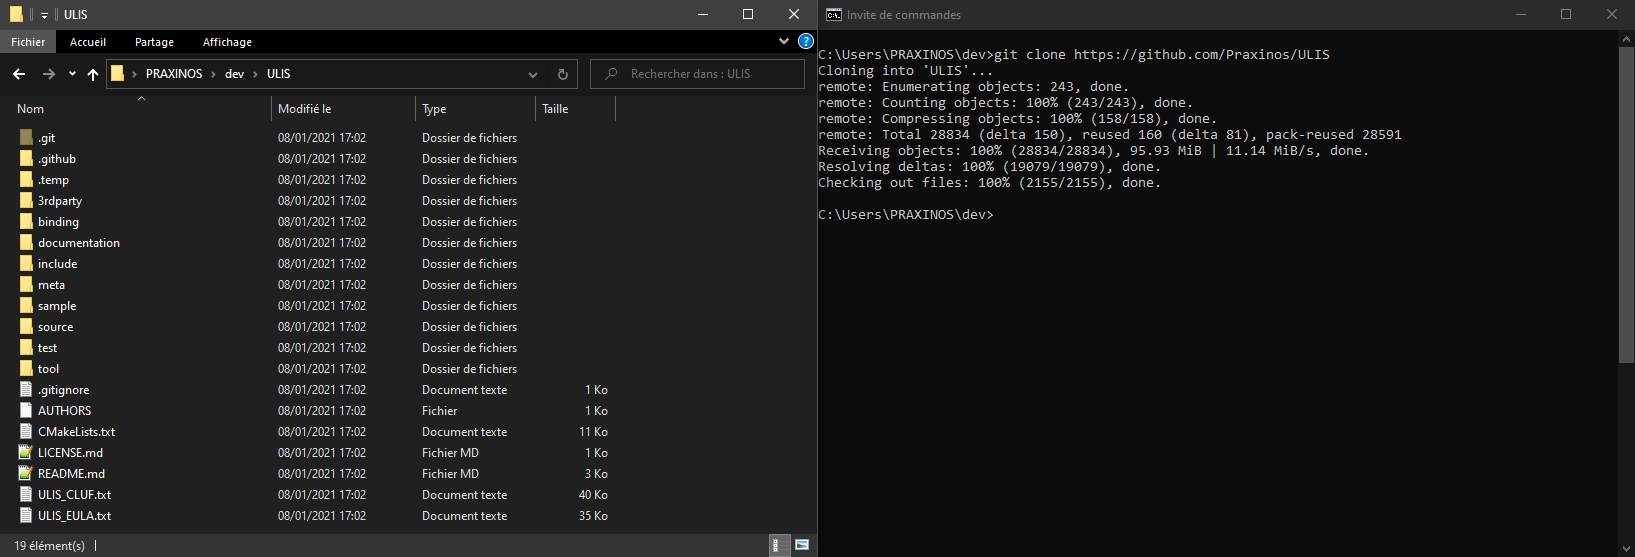 ULIS
Fichier Accueil Partage Affichage
PRAXINOS > dev > ULIS
Rechercher dans : ULIS
Nom Modifié le Type Taille
.git 08/01/2021 17:02 Dossier de fichiers
.github 08/01/2021 17:02 Dossier de fichiers
.temp 08/01/2021 17:02 Dossier de fichiers
3rdparty 08/01/2021 17:02 Dossier de fichiers
binding 08/01/2021 17:02 Dossier de fichiers
documentation 08/01/2021 17:02 Dossier de fichiers
include 08/01/2021 17:02 Dossier de fichiers
meta 08/01/2021 17:02 Dossier de fichiers
sample 08/01/2021 17:02 Dossier de fichiers
source 08/01/2021 17:02 Dossier de fichiers
test 08/01/2021 17:02 Dossier de fichiers
tool 08/01/2021 17:02 Dossier de fichiers
.gitignore 08/01/2021 17:02 Document texte 1 Ko
AUTHORS 08/01/2021 17:02 Fichier 1 Ko
CMakeLists.txt 08/01/2021 17:02 Document texte 11 Ko
LICENSE.md 08/01/2021 17:02 Fichier MD 1 Ko
README.md 08/01/2021 17:02 Fichier MD 3 Ko
ULIS_CLUF.txt 08/01/2021 17:02 Document texte 40 Ko
ULIS_EULA.txt 08/01/2021 17:02 Document texte 35 Ko
19 élément(s)
Invite de commandes
C:\Users\PRAXINOS\dev>git clone https://github.com/Praxinos/ULIS
Cloning into 'ULIS'...
remote: Enumerating objects: 243, done.
remote: Counting objects: 100% (243/243), done.
remote: Compressing objects: 100% (158/158), done.
remote: Total 28834 (delta 150), reused 160 (delta 81), pack-reused 28591
Receiving objects: 100% (28834/28834), 95.93 MiB | 11.14 MiB/s, done.
Resolving deltas: 100% (19079/19079), done.
Checking out files: 100% (2155/2155), done.
C:\Users\PRAXINOS\dev>